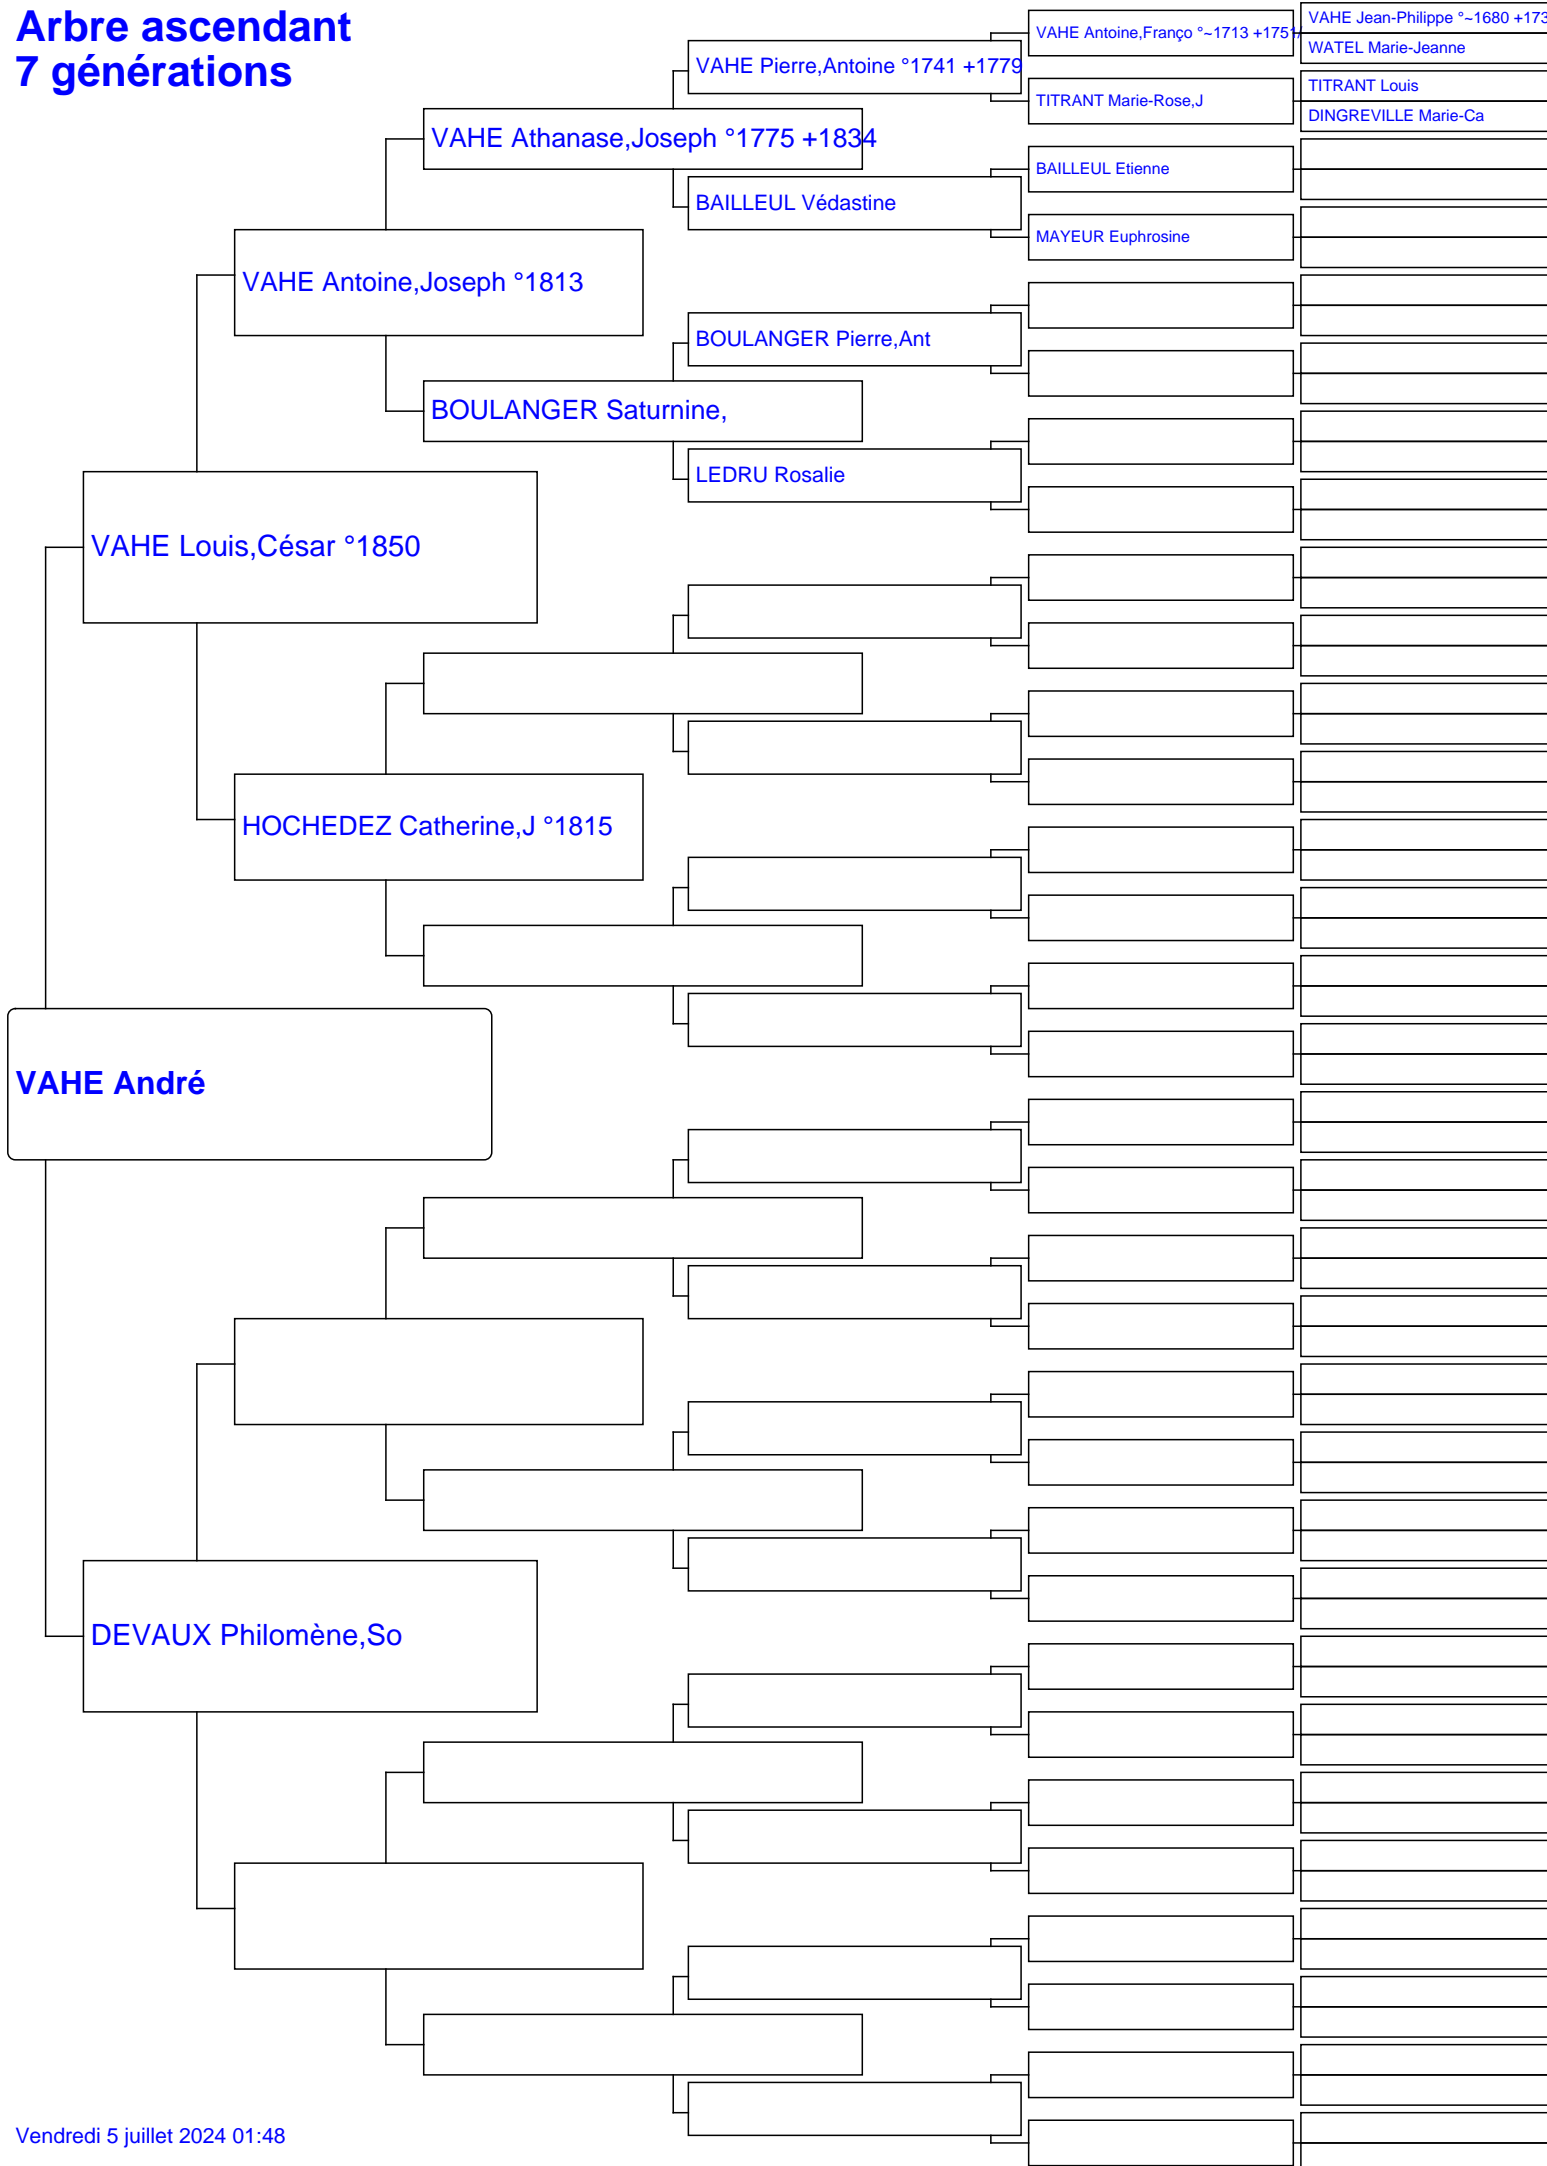 Arbre ascendant
7 générations
VAHE Jean-Philippe °~1680 +173
VAHE Antoine,Franço °~1713 +1751/
WATEL Marie-Jeanne
VAHE Pierre,Antoine °1741 +1779
TITRANT Louis
TITRANT Marie-Rose,J
DINGREVILLE Marie-Ca
VAHE Athanase,Joseph °1775 +1834
BAILLEUL Etienne
BAILLEUL Védastine
MAYEUR Euphrosine
VAHE Antoine,Joseph °1813
BOULANGER Pierre,Ant
BOULANGER Saturnine,
LEDRU Rosalie
VAHE Louis,César °1850
HOCHEDEZ Catherine,J °1815
VAHE André
DEVAUX Philomène,So
Vendredi 5 juillet 2024 01:48